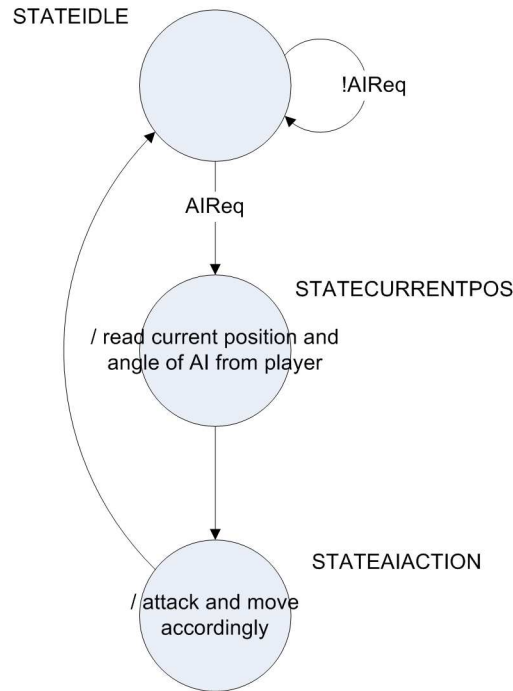 STATEIDLE
!AIReq
AIReq
STATECURRENTPOS
/ read current position and
angle of AI from player
STATEAIACTION
/ attack and move
accordingly